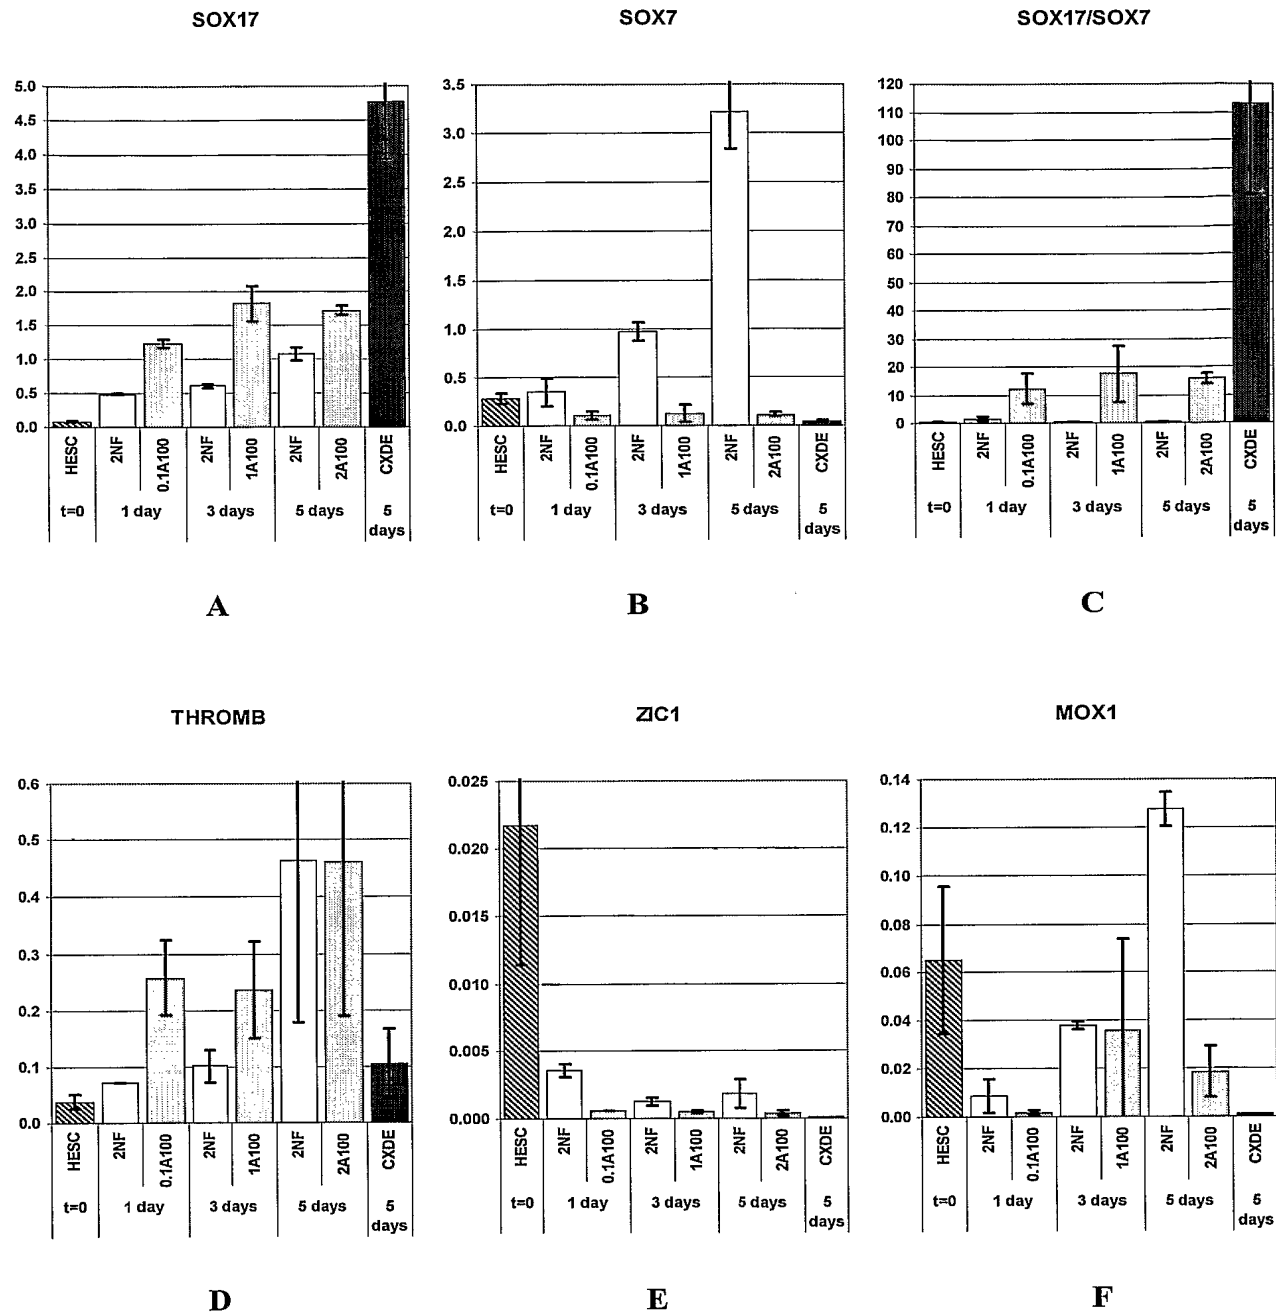 SOX17
SOX7
SOX17/SOX7
5.0
4.5
4.0
3.5
3.0
2.5
2.0
1.5
1.0
0.5
0.0
HESC
2NF
0.1A100
2NF
1A100
2NF
2A100
CXDE
t=0
1 day
3 days
5 days
5
days
A
3.5
3.0
2.5
2.0
1.5
1.0
0.5
0.0
HESC
2NF
0.1A100
2NF
1A100
2NF
2A100
CXDE
t=0
1 day
3 days
5 days
5
days
B
120
110
100
90
80
70
60
50
40
30
20
10
0
HESC
2NF
0.1A100
2NF
1A100
2NF
2A100
CXDE
t=0
1 day
3 days
5 days
5
days
C
THROMB
ZIC1
MOX1
0.6
0.5
0.4
0.3
0.2
0.1
0.0
HESC
2NF
0.1A100
2NF
1A100
2NF
2A100
CXDE
t=0
1 day
3 days
5 days
5
days
D
0.025
0.020
0.015
0.010
0.005
0.000
HESC
2NF
0.1A100
2NF
1A100
2NF
2A100
CXDE
t=0
1 day
3 days
5 days
5
days
E
0.14
0.12
0.10
0.08
0.06
0.04
0.02
0.00
HESC
2NF
0.1A100
2NF
1A100
2NF
2A100
CXDE
t=0
1 day
3 days
5 days
5
days
F